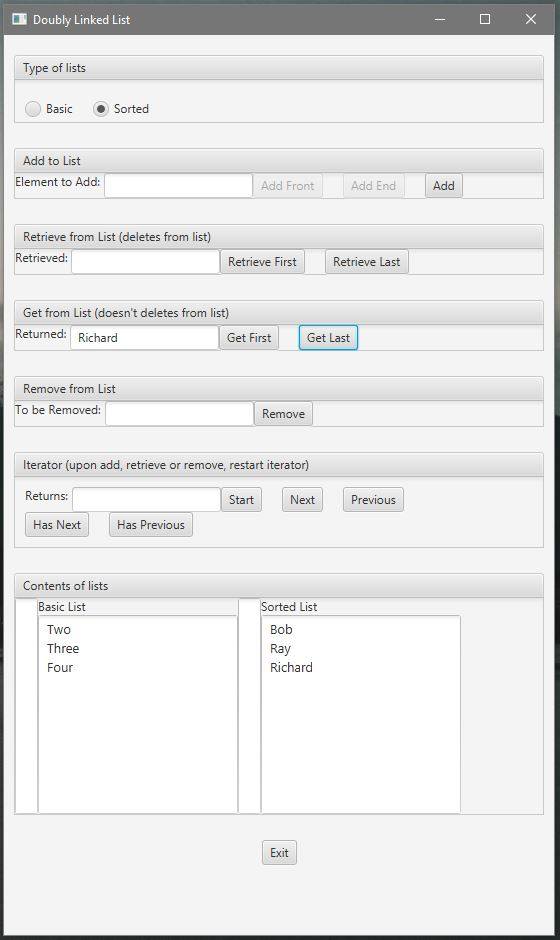 Doubly Linked List
Type of lists
Basic Sorted
Add to List
Element to Add: Add Front Add End Add
Retrieve from List (deletes from list)
Retrieved: Retrieve First Retrieve Last
Get from List (doesn't deletes from list)
Returned: Richard Get First Get Last
Remove from List
To be Removed: Remove
Iterator (upon add, retrieve or remove, restart iterator)
Returns: Start Next Previous
Has Next Has Previous
Contents of lists
Basic List
Two
Three
Four
Sorted List
Bob
Ray
Richard
Exit